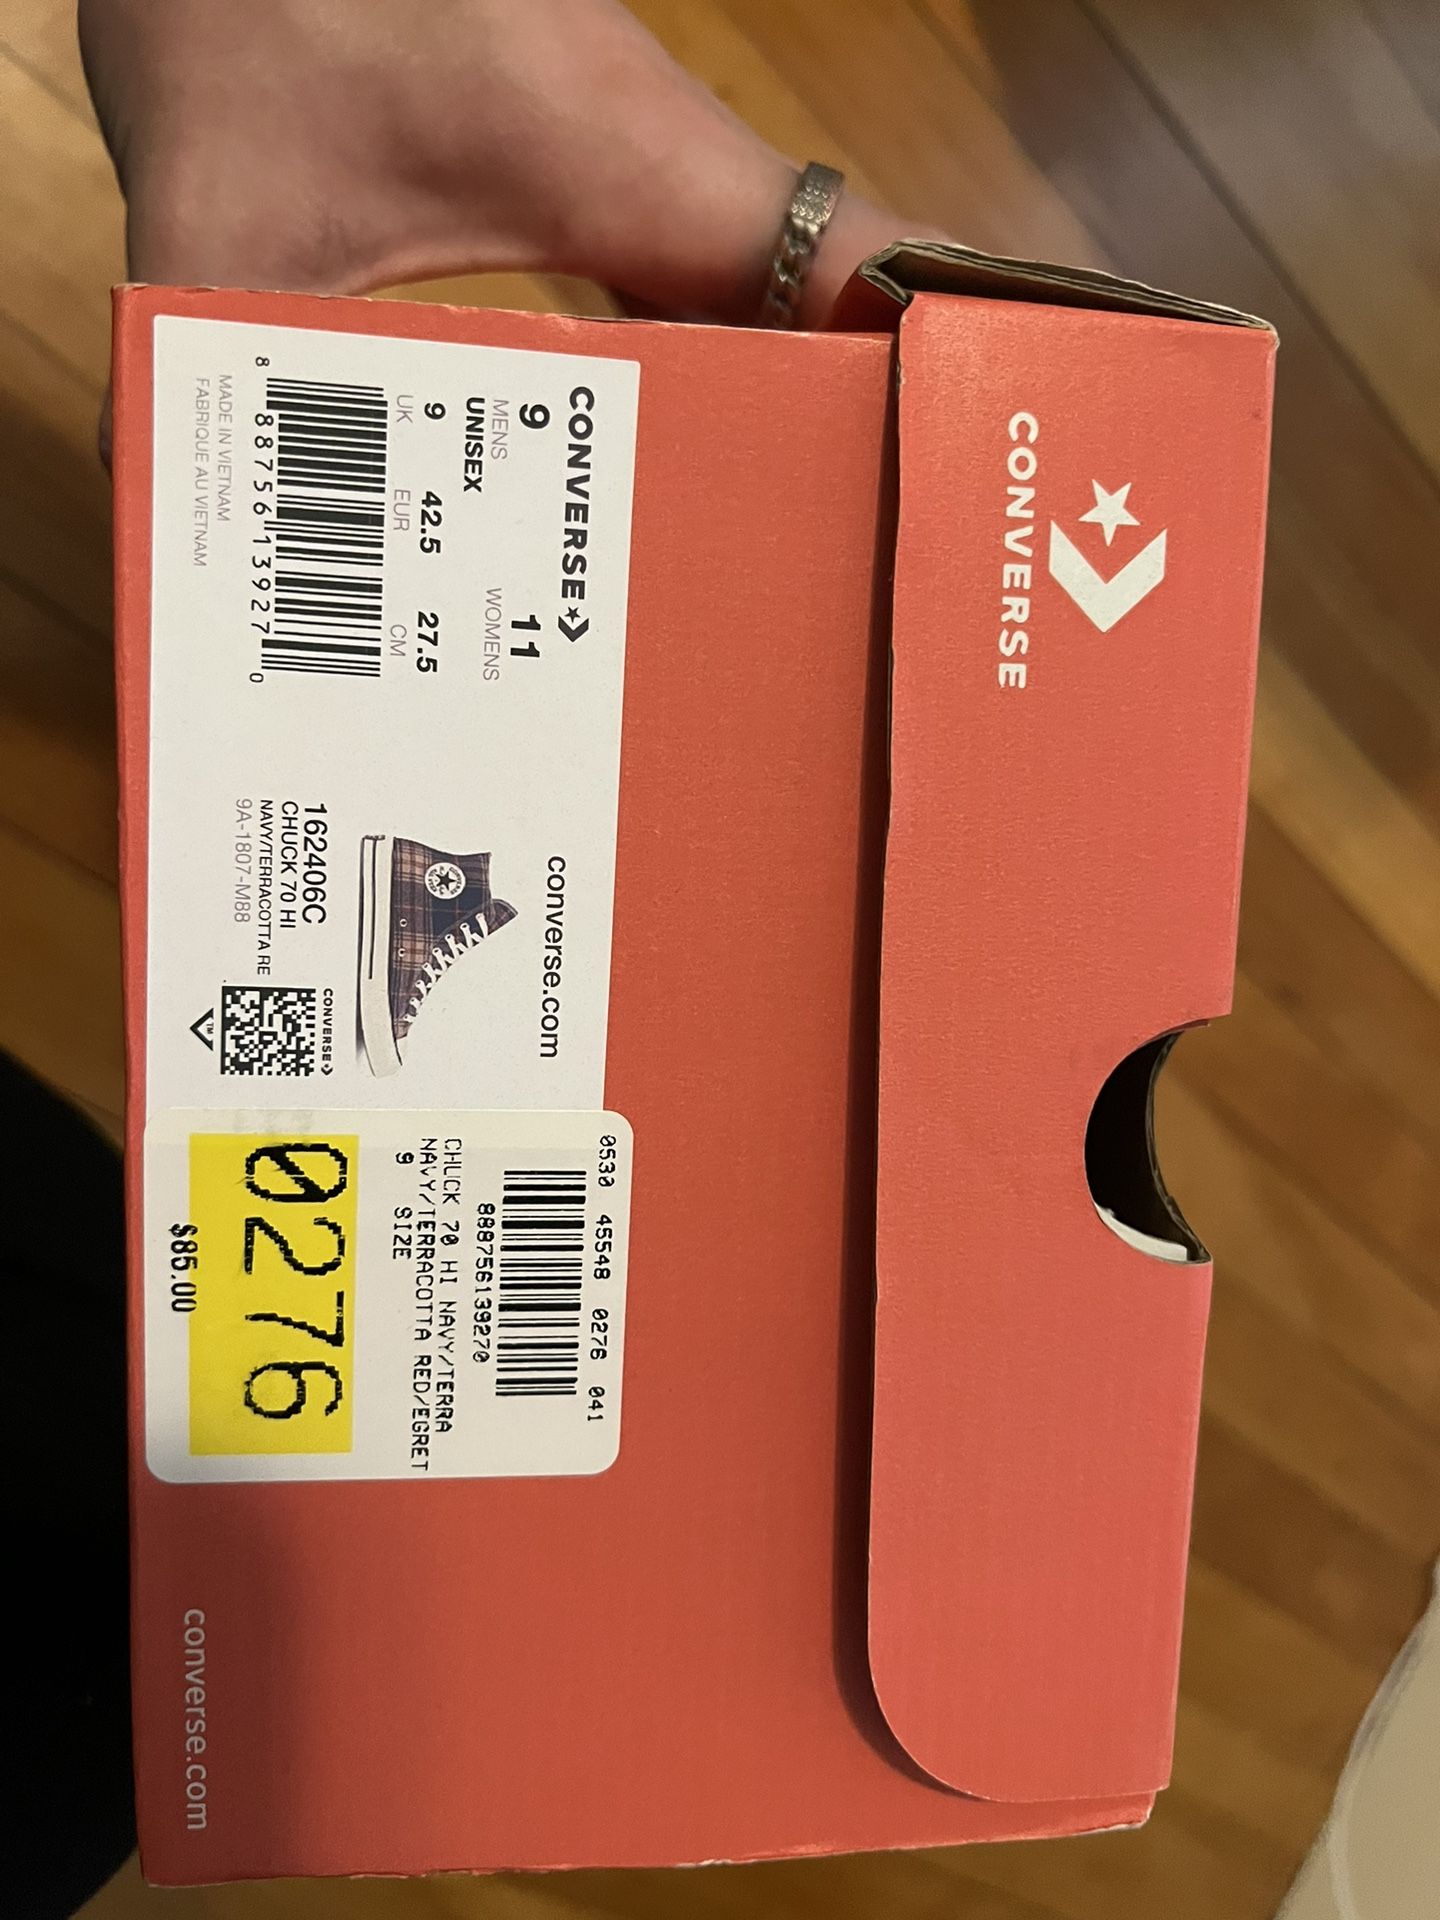 CONVERSE
CONVERSE
9 11
MENS WOMENS
UNISEX
9 42.5 27.5
UK EUR CM
8 88756 13927 0
MADE IN VIETNAM
FABRIQUE AU VIETNAM
converse.com
162406C
CHUCK 70 HI
NAVY/TERRACOTTA RE
9A-1807-M88
CONVERSE
TM
0530 45548 0276 041
888756139270
CHUCK 70 HI NAVY/TERRA
NAVY/TERRACOTTA RED/EGRET
9 SIZE
0276
$85.00
converse.com